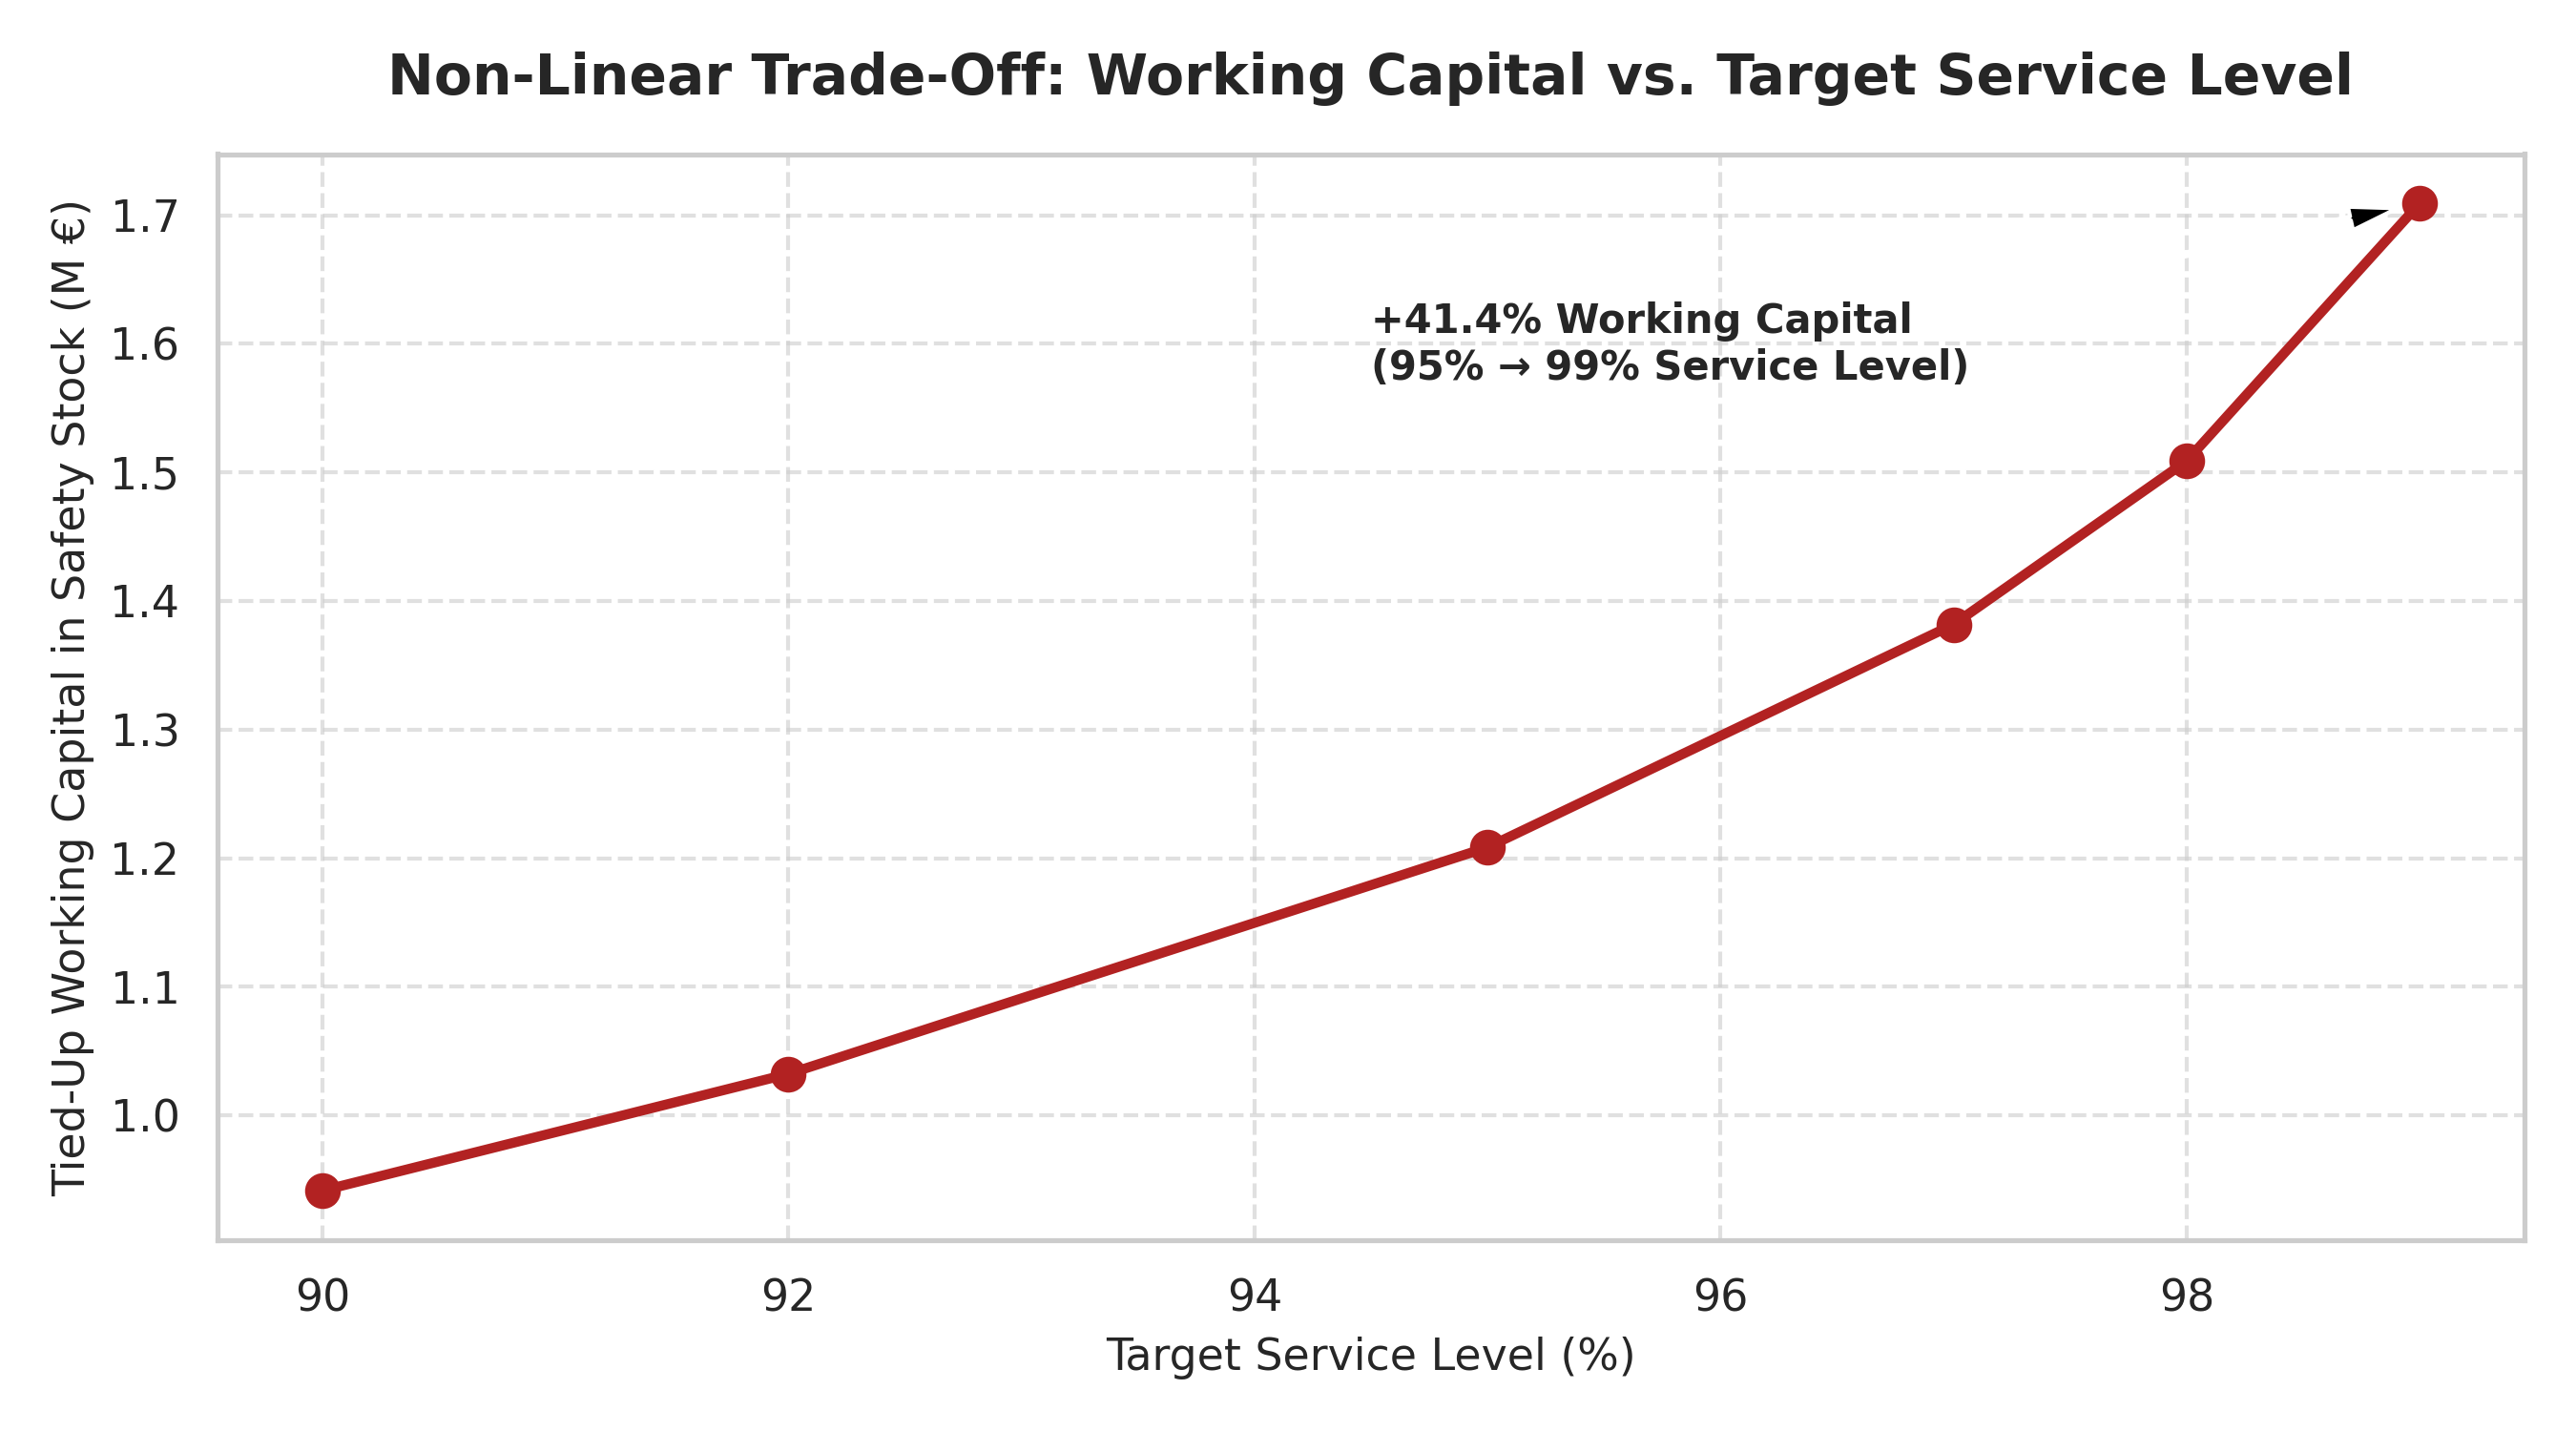 Non-Linear Trade-Off: Working Capital vs. Target Service Level
Tied-Up Working Capital in Safety Stock (M €)
1.7
1.6
1.5
1.4
1.3
1.2
1.1
1.0
+41.4% Working Capital
(95% → 99% Service Level)
90
92
94
96
98
Target Service Level (%)